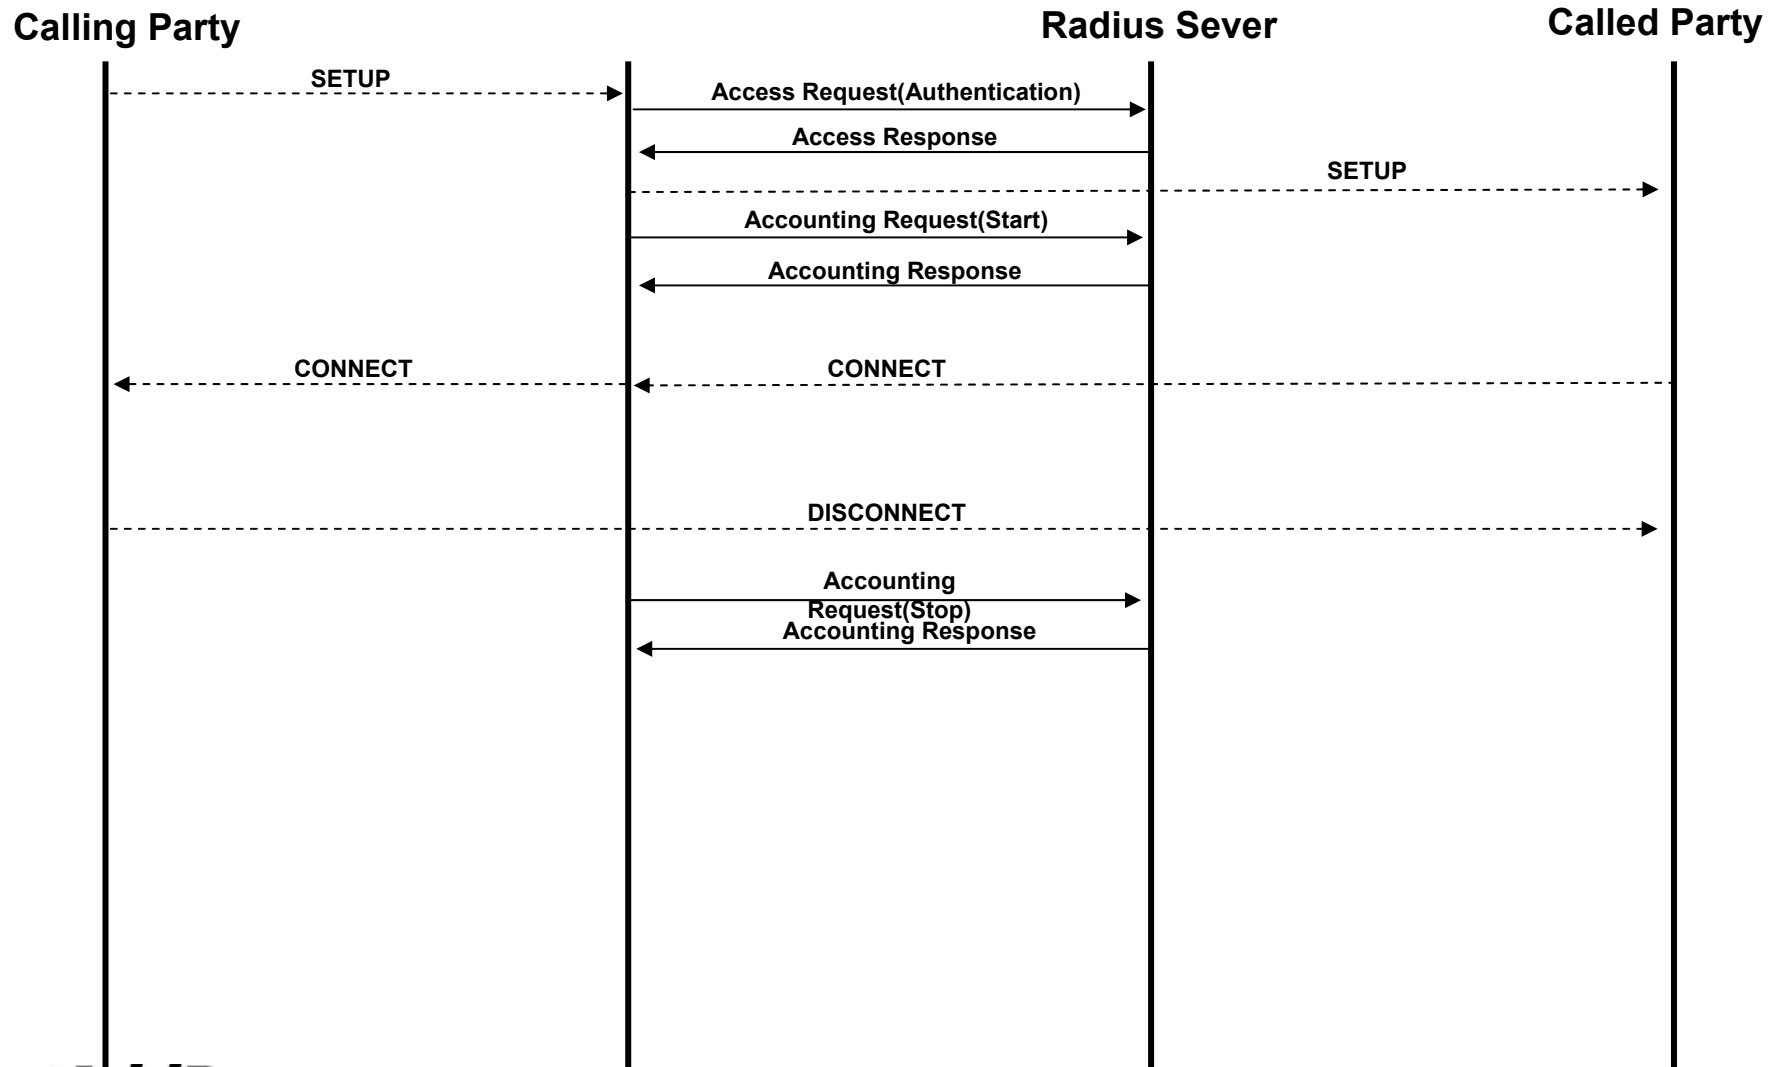 Calling Party
Radius Sever
Called Party
SETUP
Access Request(Authentication)
Access Response
SETUP
Accounting Request(Start)
Accounting Response
CONNECT
CONNECT
DISCONNECT
Accounting
Request(Stop)
Accounting Response